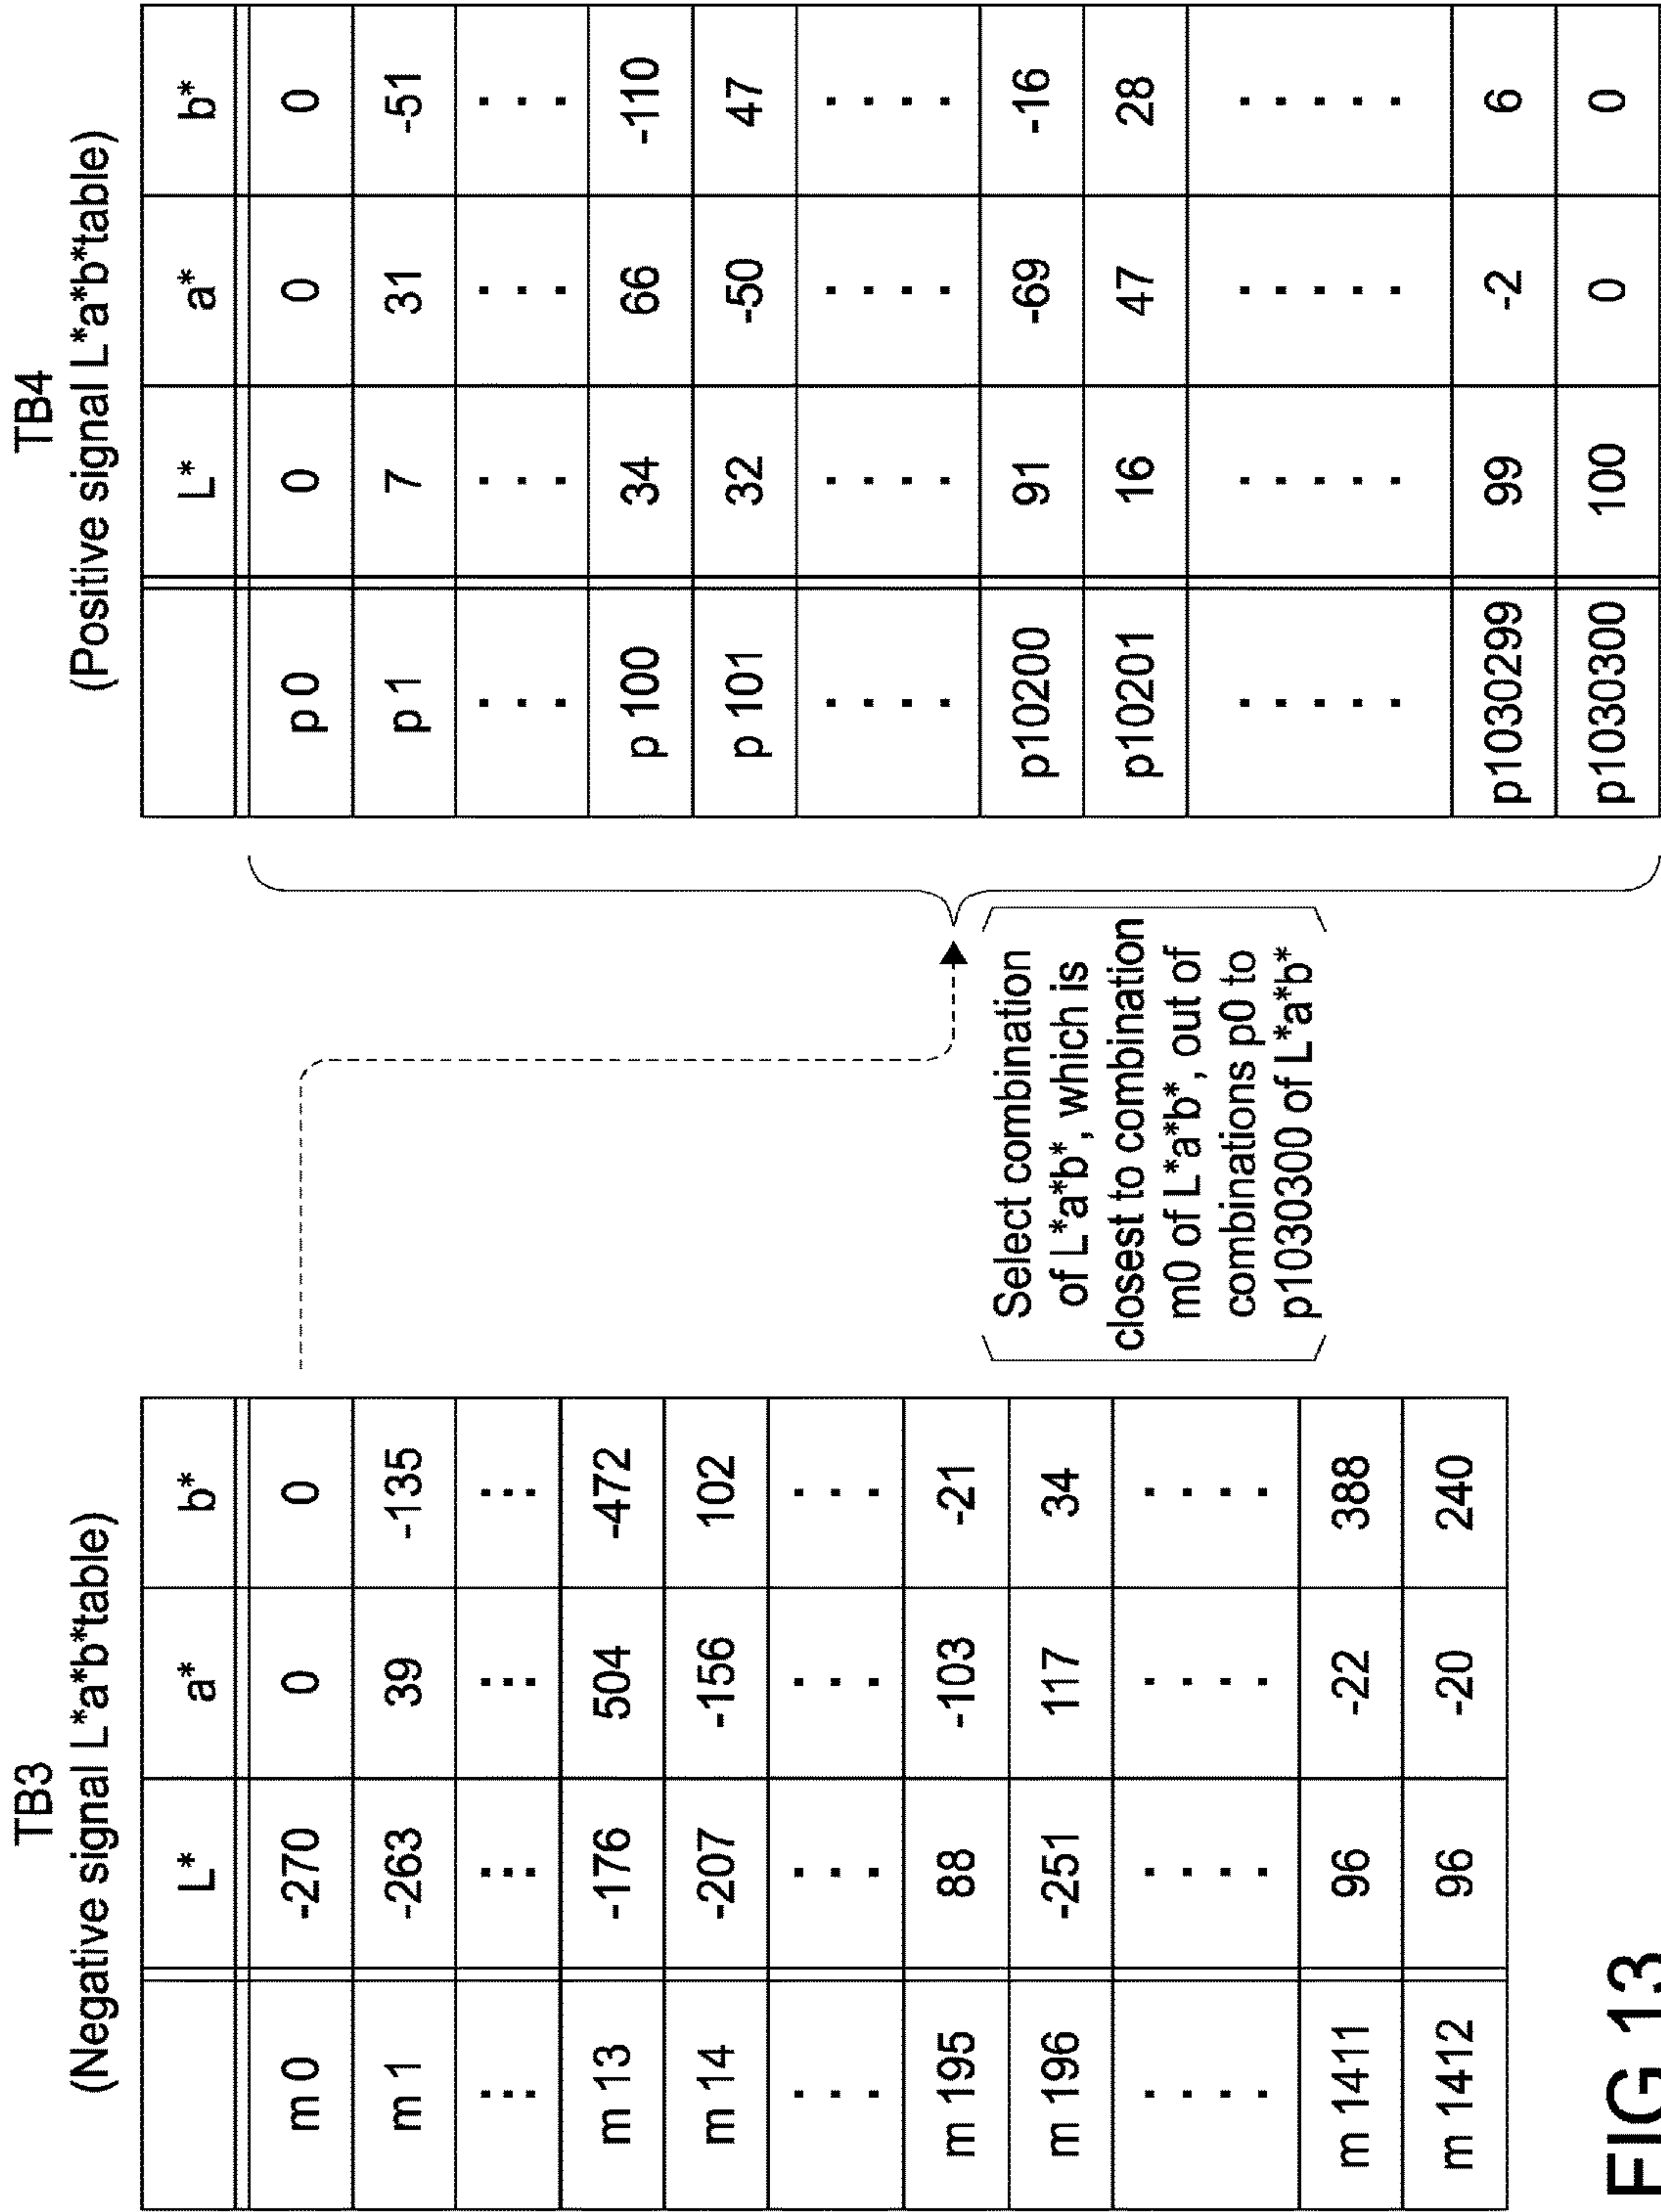 TB3
(Negative signal L*a*b*table)
L* a* b*
m 0 -270 0 0
m 1 -263 39 -135
⋮ ⋮ ⋮ ⋮
m 13 -176 504 -472
m 14 -207 -156 102
⋮ ⋮ ⋮ ⋮
m 195 88 -103 -21
m 196 -251 117 34
⋮ ⋮ ⋮ ⋮
m 1411 96 -22 388
m 1412 96 -20 240
Select combination
of L*a*b*, which is
closest to combination
m0 of L*a*b*, out of
combinations p0 to
p1030300 of L*a*b*
TB4
(Positive signal L*a*b*table)
L* a* b*
p 0 0 0 0
p 1 7 31 -51
⋮ ⋮ ⋮ ⋮
p 100 34 66 -110
p 101 32 -50 47
⋮ ⋮ ⋮ ⋮
p10200 91 -69 -16
p10201 16 47 28
⋮ ⋮ ⋮ ⋮
p1030299 99 -2 6
p1030300 100 0 0
FIG 13